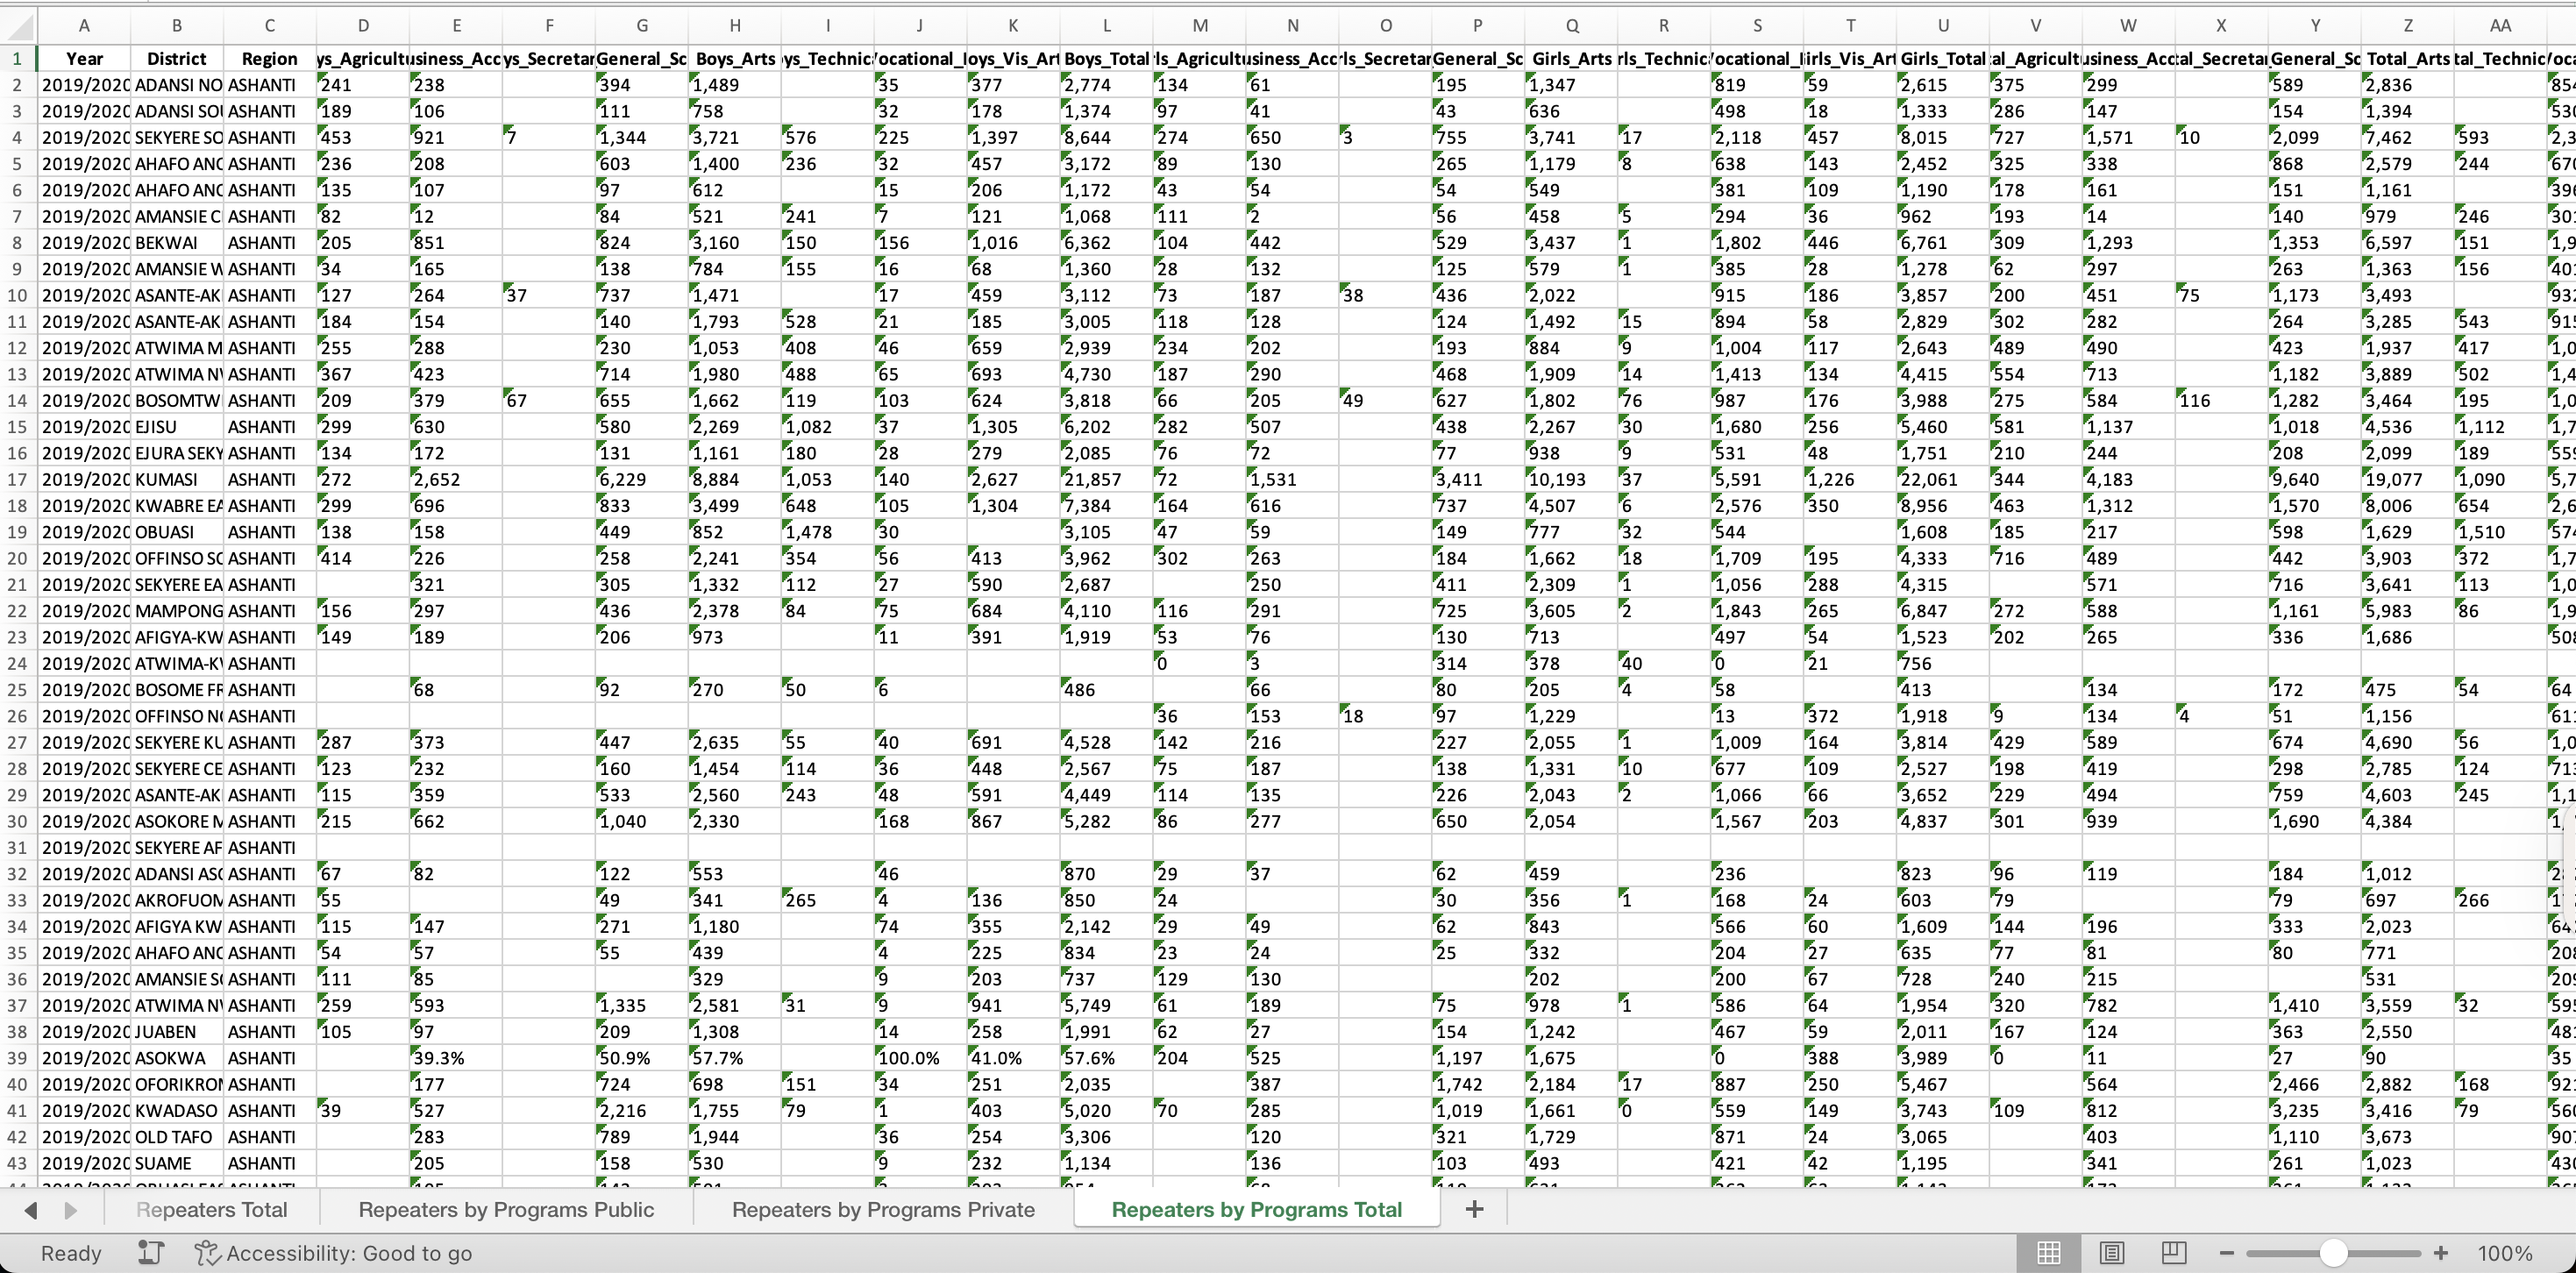 A B C D E F G H I J K L M N O P Q R S T U V W X Y Z AA
1 Year District Region ys_Agricultu usiness_Acc ys_Secretar General_Sc Boys_Arts ys_Technic Vocational_ oys_Vis_Art Boys_Total ls_Agricultu usiness_Acc rls_Secretar General_Sc Girls_Arts rls_Technic Vocational_ irls_Vis_Art Girls_Total al_Agricult usiness_Acc tal_Secretar General_Sc Total_Arts tal_Technic
2 2019/2020 ADANSI NO ASHANTI 241 238 394 1,489 35 377 2,774 134 61 195 1,347 819 59 2,615 375 299 589 2,836
3 2019/2020 ADANSI SOU ASHANTI 189 106 111 758 32 178 1,374 97 41 43 636 498 18 1,333 286 147 154 1,394
4 2019/2020 SEKYERE SO ASHANTI 453 921 7 1,344 3,721 576 225 1,397 8,644 274 650 3 755 3,741 17 2,118 457 8,015 727 1,571 10 2,099 7,462 593
5 2019/2020 AHAFO ANO ASHANTI 236 208 603 1,400 236 32 457 3,172 89 130 265 1,179 8 638 143 2,452 325 338 868 2,579 244
6 2019/2020 AHAFO ANO ASHANTI 135 107 97 612 15 206 1,172 43 54 54 549 381 109 1,190 178 161 151 1,161
7 2019/2020 AMANSIE C ASHANTI 82 12 84 521 241 7 121 1,068 111 2 56 458 5 294 36 962 193 14 140 979 246
8 2019/2020 BEKWAI ASHANTI 205 851 824 3,160 150 156 1,016 6,362 104 442 529 3,437 1 1,802 446 6,761 309 1,293 1,353 6,597 151
9 2019/2020 AMANSIE W ASHANTI 34 165 138 784 155 16 68 1,360 28 132 125 579 1 385 28 1,278 62 297 263 1,363 156
10 2019/2020 ASANTE-AK ASHANTI 127 264 37 737 1,471 17 459 3,112 73 187 38 436 2,022 915 186 3,857 200 451 75 1,173 3,493
11 2019/2020 ASANTE-AK ASHANTI 184 154 140 1,793 528 21 185 3,005 118 128 124 1,492 15 894 58 2,829 302 282 264 3,285 543
12 2019/2020 ATWIMA M ASHANTI 255 288 230 1,053 408 46 659 2,939 234 202 193 884 9 1,004 117 2,643 489 490 423 1,937 417
13 2019/2020 ATWIMA NW ASHANTI 367 423 714 1,980 488 65 693 4,730 187 290 468 1,909 14 1,413 134 4,415 554 713 1,182 3,889 502
14 2019/2020 BOSOMTW ASHANTI 209 379 67 655 1,662 119 103 624 3,818 66 205 49 627 1,802 76 987 176 3,988 275 584 116 1,282 3,464 195
15 2019/2020 EJISU ASHANTI 299 630 580 2,269 1,082 37 1,305 6,202 282 507 438 2,267 30 1,680 256 5,460 581 1,137 1,018 4,536 1,112
16 2019/2020 EJURA SEKY ASHANTI 134 172 131 1,161 180 28 279 2,085 76 72 77 938 9 531 48 1,751 210 244 208 2,099 189
17 2019/2020 KUMASI ASHANTI 272 2,652 6,229 8,884 1,053 140 2,627 21,857 72 1,531 3,411 10,193 37 5,591 1,226 22,061 344 4,183 9,640 19,077 1,090
18 2019/2020 KWABRE EA ASHANTI 299 696 833 3,499 648 105 1,304 7,384 164 616 737 4,507 6 2,576 350 8,956 463 1,312 1,570 8,006 654
19 2019/2020 OBUASI ASHANTI 138 158 449 852 1,478 30 3,105 47 59 149 777 32 544 1,608 185 217 598 1,629 1,510
20 2019/2020 OFFINSO SO ASHANTI 414 226 258 2,241 354 56 413 3,962 302 263 184 1,662 18 1,709 195 4,333 716 489 442 3,903 372
21 2019/2020 SEKYERE EA ASHANTI 321 305 1,332 112 27 590 2,687 250 411 2,309 1 1,056 288 4,315 571 716 3,641 113
22 2019/2020 MAMPONG ASHANTI 156 297 436 2,378 84 75 684 4,110 116 291 725 3,605 2 1,843 265 6,847 272 588 1,161 5,983 86
23 2019/2020 AFIGYA-KW ASHANTI 149 189 206 973 11 391 1,919 53 76 130 713 497 54 1,523 202 265 336 1,686
24 2019/2020 ATWIMA-KW ASHANTI 0 3 314 378 40 0 21 756
25 2019/2020 BOSOME FR ASHANTI 68 92 270 50 6 486 66 80 205 4 58 413 134 172 475 54 64
26 2019/2020 OFFINSO NO ASHANTI 36 153 18 97 1,229 13 372 1,918 9 134 4 51 1,156
27 2019/2020 SEKYERE KU ASHANTI 287 373 447 2,635 55 40 691 4,528 142 216 227 2,055 1 1,009 164 3,814 429 589 674 4,690 56
28 2019/2020 SEKYERE CE ASHANTI 123 232 160 1,454 114 36 448 2,567 75 187 138 1,331 10 677 109 2,527 198 419 298 2,785 124
29 2019/2020 ASANTE-AK ASHANTI 115 359 533 2,560 243 48 591 4,449 114 135 226 2,043 2 1,066 66 3,652 229 494 759 4,603 245
30 2019/2020 ASOKORE M ASHANTI 215 662 1,040 2,330 168 867 5,282 86 277 650 2,054 1,567 203 4,837 301 939 1,690 4,384
31 2019/2020 SEKYERE AF ASHANTI
32 2019/2020 ADANSI ASO ASHANTI 67 82 122 553 46 870 29 37 62 459 236 823 96 119 184 1,012
33 2019/2020 AKROFUOM ASHANTI 55 49 341 265 4 136 850 24 30 356 1 168 24 603 79 79 697 266
34 2019/2020 AFIGYA KW ASHANTI 115 147 271 1,180 74 355 2,142 29 49 62 843 566 60 1,609 144 196 333 2,023
35 2019/2020 AHAFO ANO ASHANTI 54 57 55 439 4 225 834 23 24 25 332 204 27 635 77 81 80 771
36 2019/2020 AMANSIE SO ASHANTI 111 85 329 9 203 737 129 130 202 200 67 728 240 215 531
37 2019/2020 ATWIMA NW ASHANTI 259 593 1,335 2,581 31 9 941 5,749 61 189 75 978 1 586 64 1,954 320 782 1,410 3,559 32
38 2019/2020 JUABEN ASHANTI 105 97 209 1,308 14 258 1,991 62 27 154 1,242 467 59 2,011 167 124 363 2,550
39 2019/2020 ASOKWA ASHANTI 39.3% 50.9% 57.7% 100.0% 41.0% 57.6% 204 525 1,197 1,675 0 388 3,989 0 11 27 90 35
40 2019/2020 OFORIKRON ASHANTI 177 724 698 151 34 251 2,035 387 1,742 2,184 17 887 250 5,467 564 2,466 2,882 168
41 2019/2020 KWADASO ASHANTI 39 527 2,216 1,755 79 1 403 5,020 70 285 1,019 1,661 0 559 149 3,743 109 812 3,235 3,416 79
42 2019/2020 OLD TAFO ASHANTI 283 789 1,944 36 254 3,306 120 321 1,729 871 24 3,065 403 1,110 3,673
43 2019/2020 SUAME ASHANTI 205 158 530 9 232 1,134 136 103 493 421 42 1,195 341 261 1,023
Repeaters Total Repeaters by Programs Public Repeaters by Programs Private Repeaters by Programs Total +
Ready Accessibility: Good to go 100%